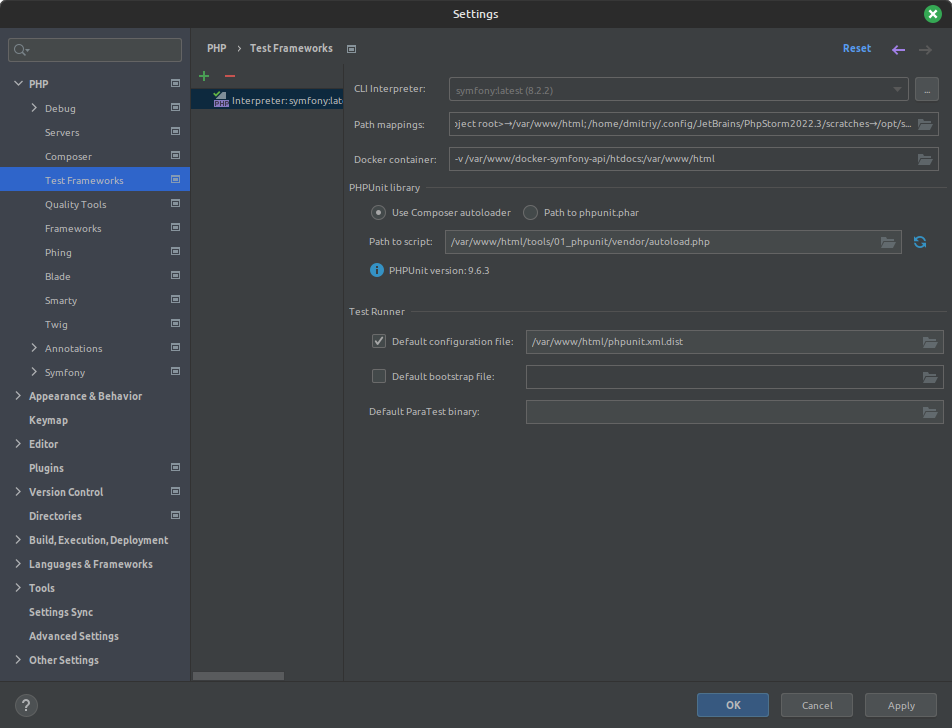 Settings
PHP › Test Frameworks
Reset
PHP
Debug
Servers
Composer
Test Frameworks
Quality Tools
Frameworks
Phing
Blade
Smarty
Twig
Annotations
Symfony
Appearance & Behavior
Keymap
Editor
Plugins
Version Control
Directories
Build, Execution, Deployment
Languages & Frameworks
Tools
Settings Sync
Advanced Settings
Other Settings
Interpreter: symfony:late
CLI Interpreter: symfony:latest (8.2.2) ...
Path mappings: oject root>→/var/www/html; /home/dmitriy/.config/JetBrains/PhpStorm2022.3/scratches→/opt/s...
Docker container: -v /var/www/docker-symfony-api/htdocs:/var/www/html
PHPUnit library
Use Composer autoloader Path to phpunit.phar
Path to script: /var/www/html/tools/01_phpunit/vendor/autoload.php
PHPUnit version: 9.6.3
Test Runner
Default configuration file: /var/www/html/phpunit.xml.dist
Default bootstrap file:
Default ParaTest binary:
?
OK Cancel Apply